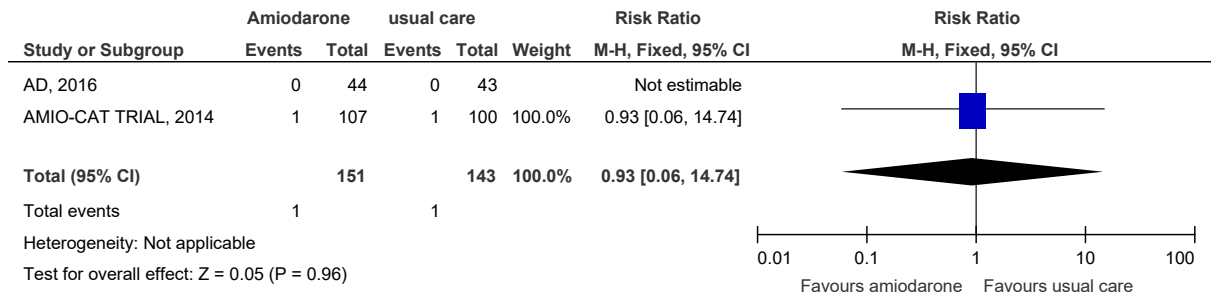 Amiodarone usual care Risk Ratio Risk Ratio
Study or Subgroup Events Total Events Total Weight M-H, Fixed, 95% CI M-H, Fixed, 95% CI
AD, 2016 0 44 0 43 Not estimable
AMIO-CAT TRIAL, 2014 1 107 1 100 100.0% 0.93 [0.06, 14.74]
Total (95% CI) 151 143 100.0% 0.93 [0.06, 14.74]
Total events 1 1
Heterogeneity: Not applicable
Test for overall effect: Z = 0.05 (P = 0.96)
0.01 0.1 1 10 100
Favours amiodarone Favours usual care